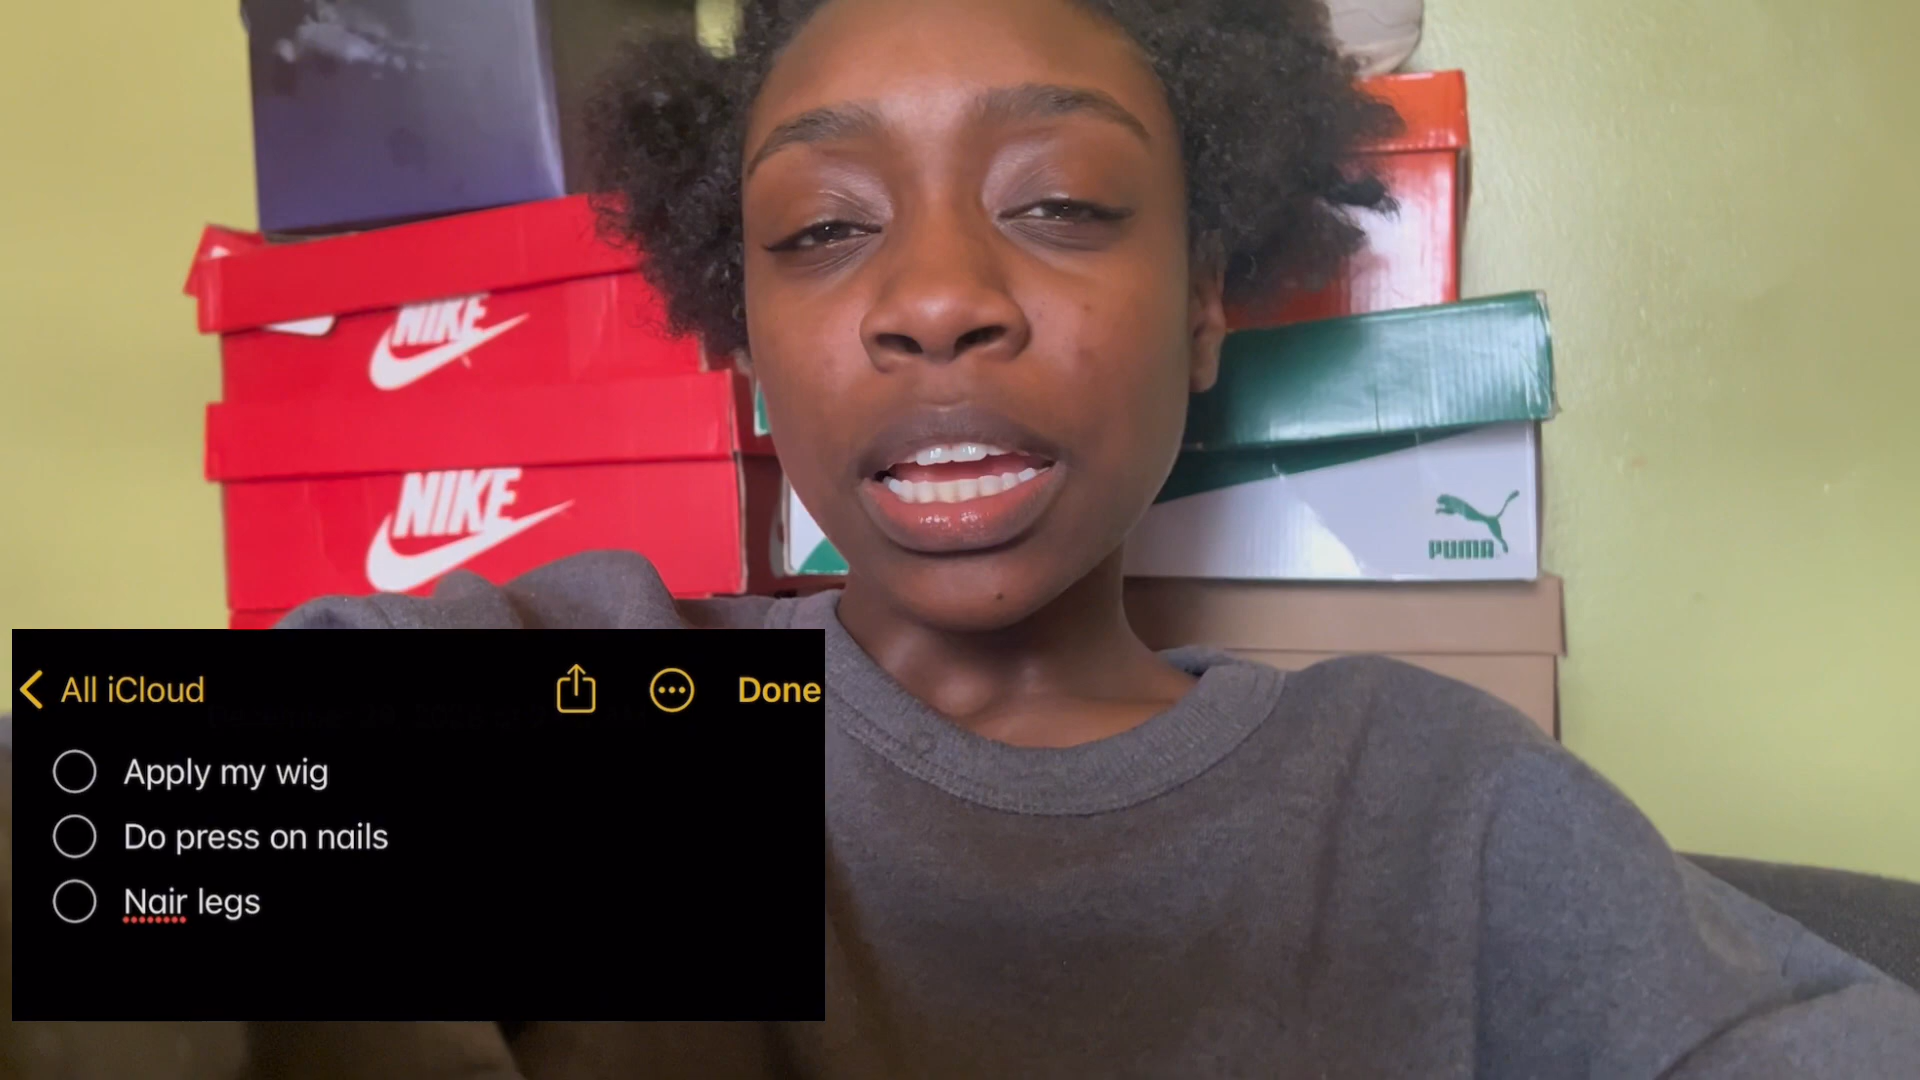 NIKE
NIKE
PUMA
All iCloud
Done
Apply my wig
Do press on nails
Nair legs